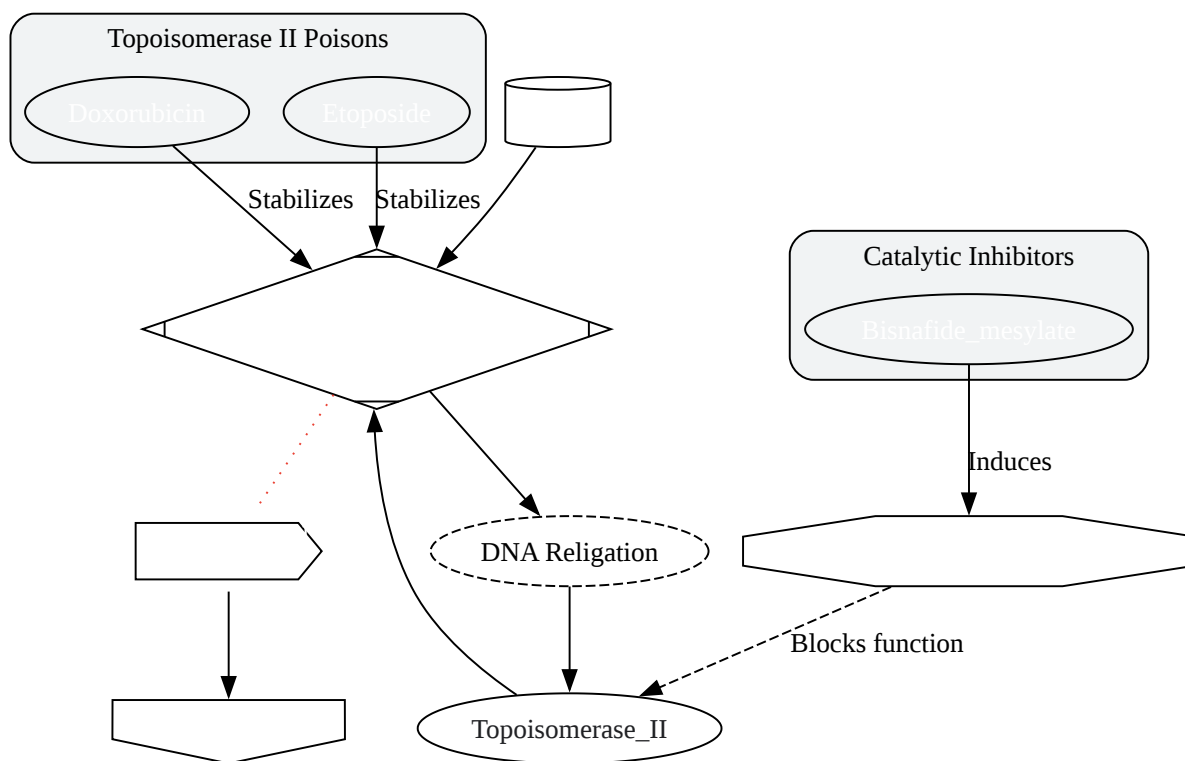 Topoisomerase II Poisons
Doxorubicin
Etoposide
Stabilizes
Stabilizes
Catalytic Inhibitors
Bisnafide_mesylate
Induces
DNA Religation
Blocks function
Topoisomerase_II